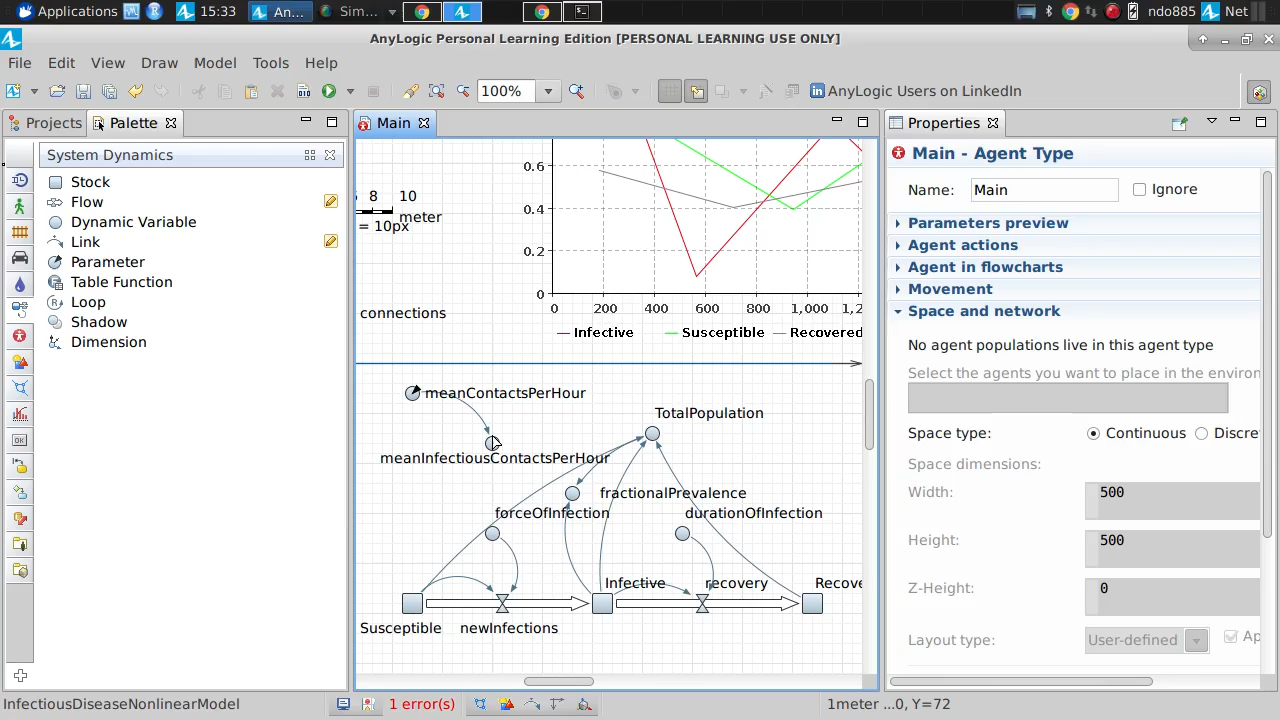 Applications 15:33 An... Sim... ndo885 Net
AnyLogic Personal Learning Edition [PERSONAL LEARNING USE ONLY]
File Edit View Draw Model Tools Help
100% AnyLogic Users on LinkedIn
Projects Palette Main Properties
System Dynamics
Stock
Flow
Dynamic Variable
Link
Parameter
Table Function
Loop
Shadow
Dimension
8 10
meter
= 10px
connections
0.6
0.4
0.2
0
0 200 400 600 800 1,000 1,2
Infective Susceptible Recovered
meanContactsPerHour
TotalPopulation
meanInfectiousContactsPerHour
fractionalPrevalence
forceOfInfection durationOfInfection
Infective recovery Recove
Susceptible newInfections
Main - Agent Type
Name: Main Ignore
Parameters preview
Agent actions
Agent in flowcharts
Movement
Space and network
No agent populations live in this agent type
Select the agents you want to place in the environ
Space type: Continuous Discre
Space dimensions:
Width: 500
Height: 500
Z-Height: 0
Layout type: User-defined Ap
InfectiousDiseaseNonlinearModel 1 error(s) 1meter ...0, Y=72